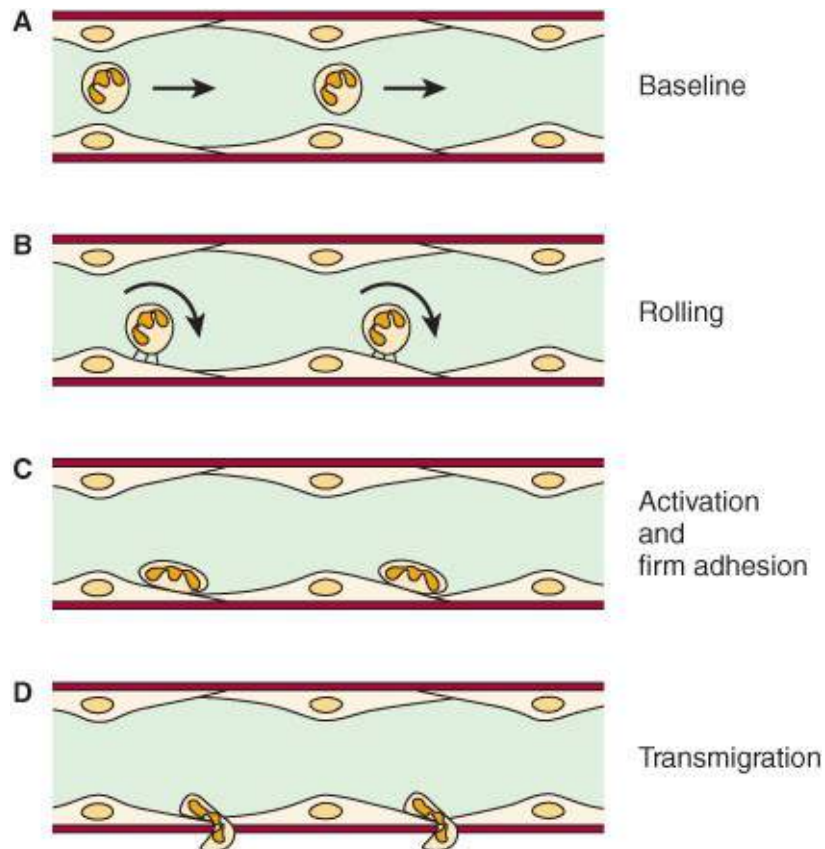 A
Baseline
B
Rolling
C
Activation
and
firm adhesion
D
Transmigration